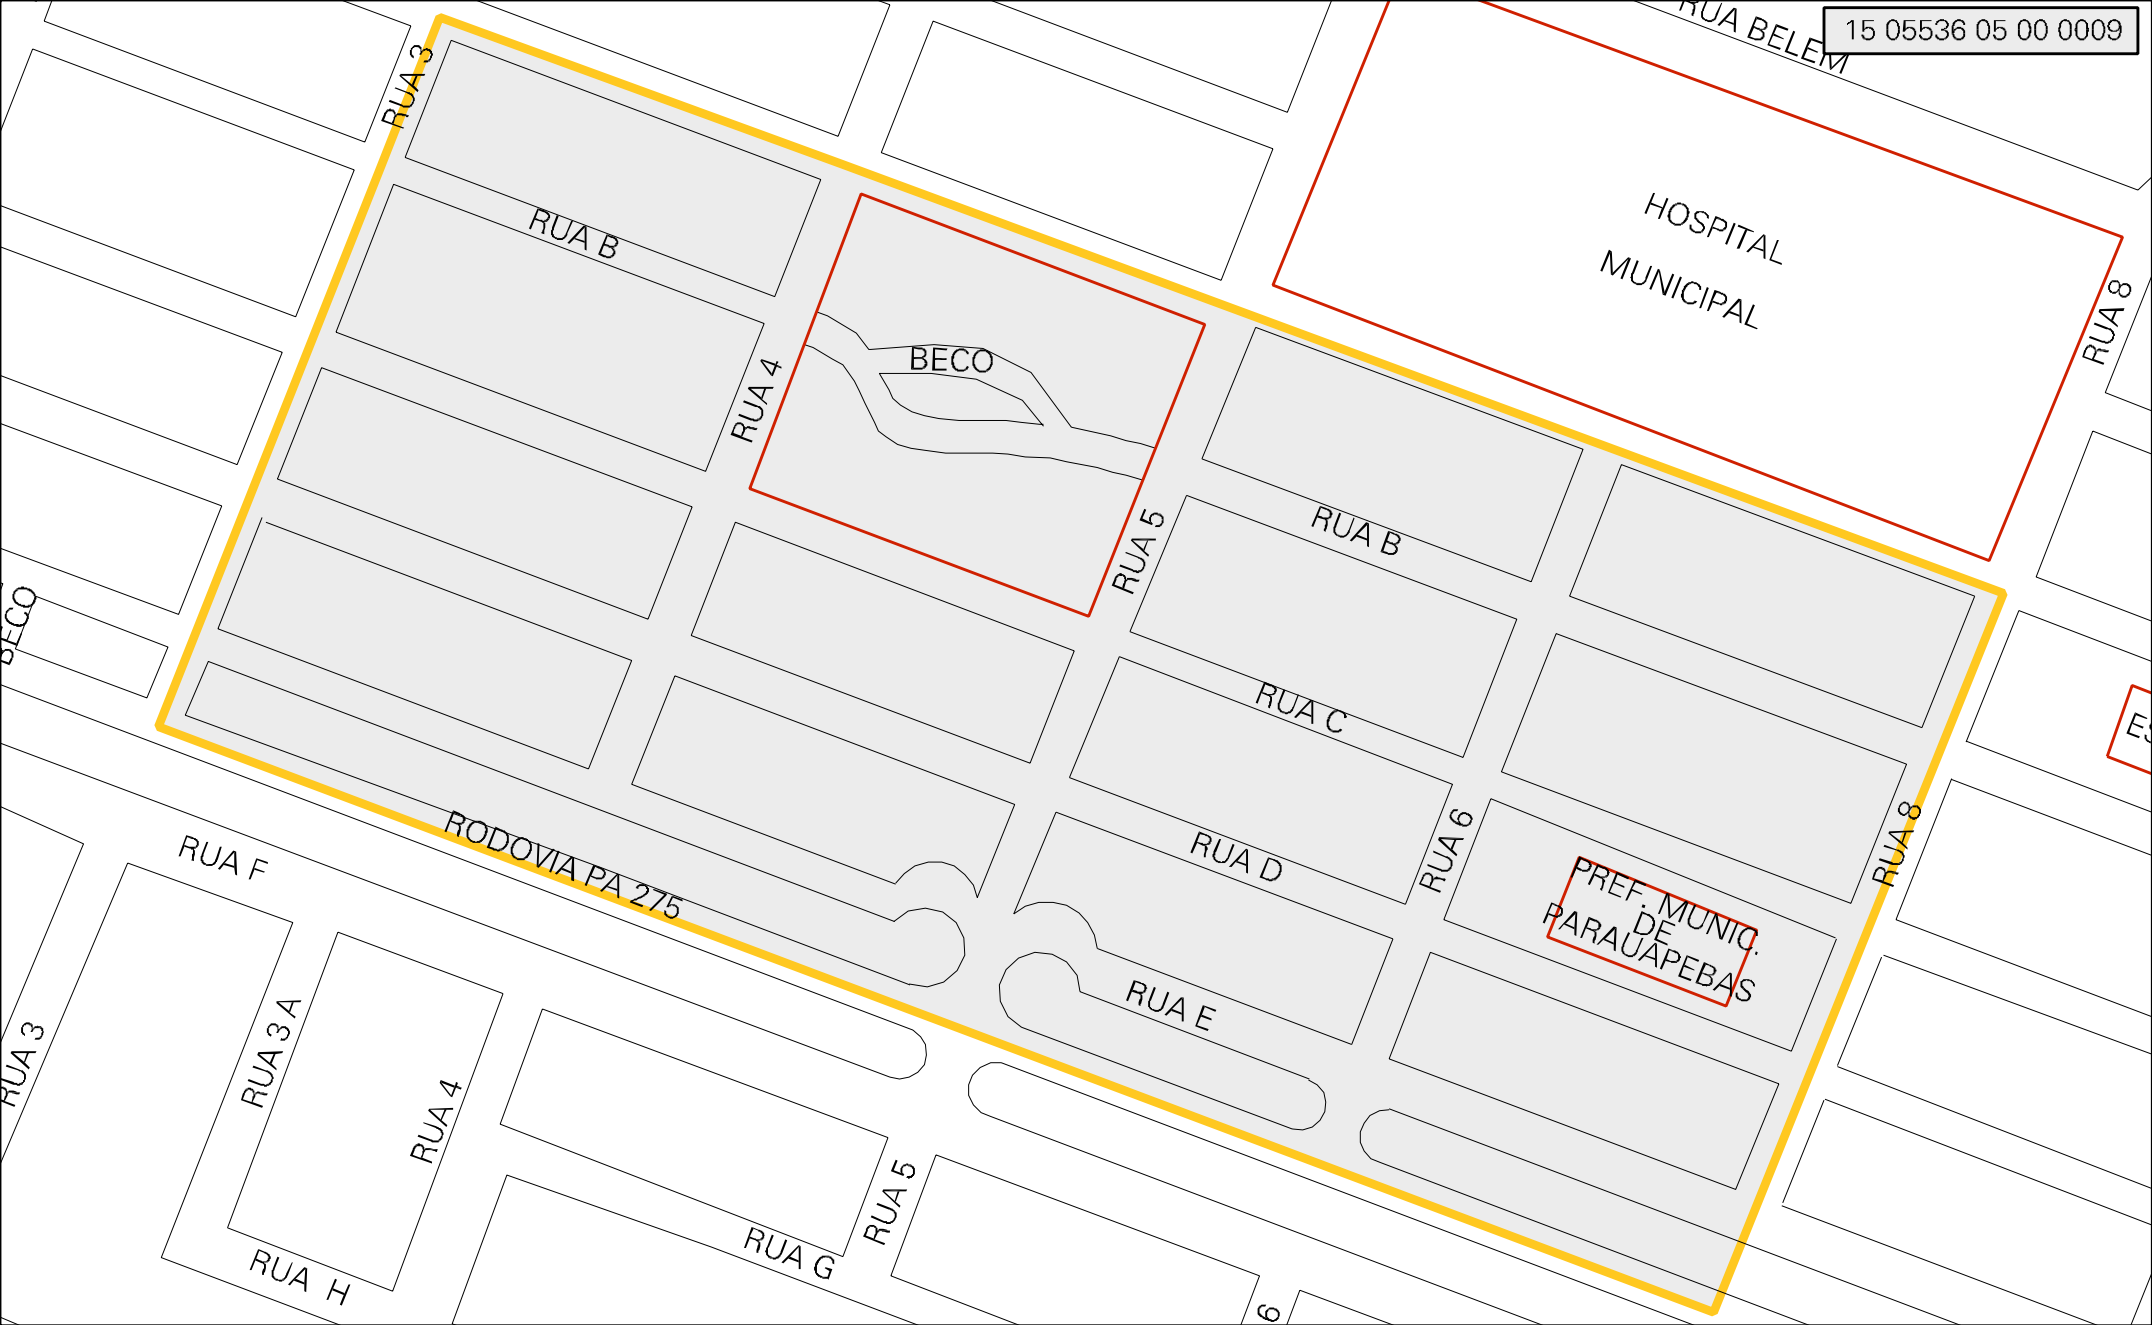 RUA BELEM
15 05536 05 00 0009
RUA 3
HOSPITAL
MUNICIPAL
RUA B
RUA 8
BECO
RUA 4
RUA 5
RUA B
BECO
RUA C
ES
RUA 6
RUA 8
RODOVIA PA 275
RUA D
PREF. MUNIC.
DE
PARAUAPEBAS
RUA F
RUA E
RUA 3
RUA 3 A
RUA 4
RUA 5
RUA G
RUA H
6